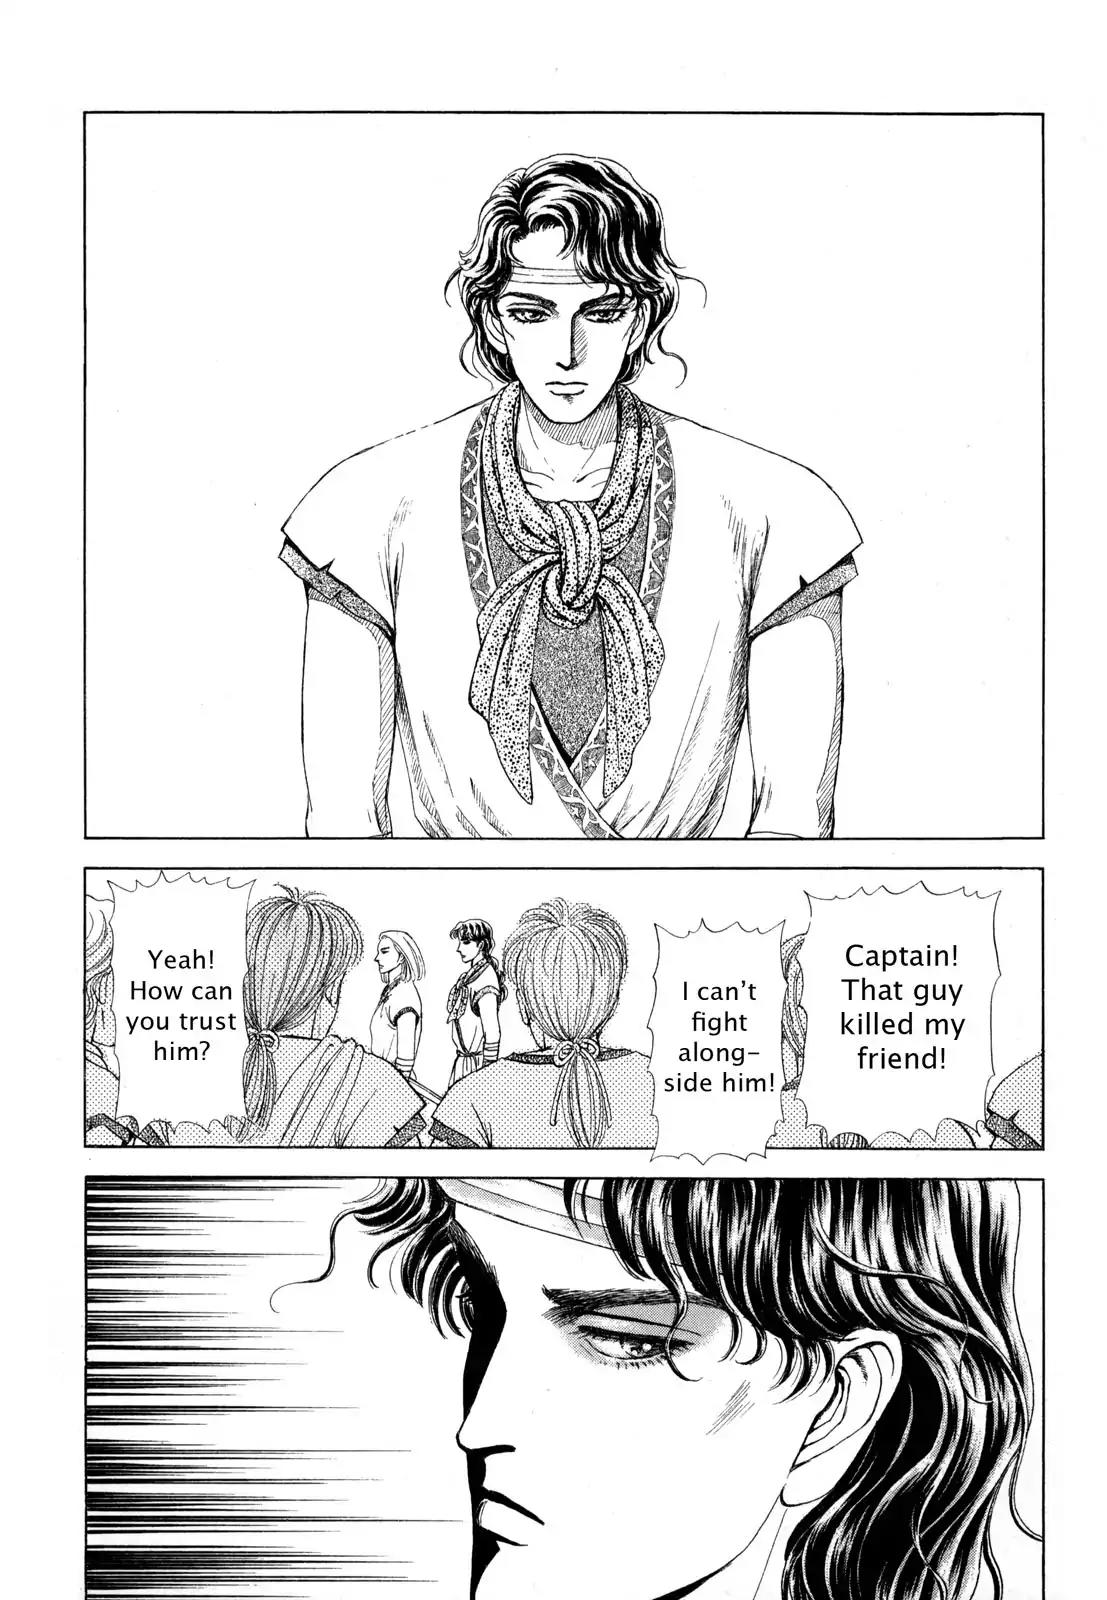 Captain!
That guy
killed my
friend!
I can't
fight
along-
side him!
Yeah!
How can
you trust
him?